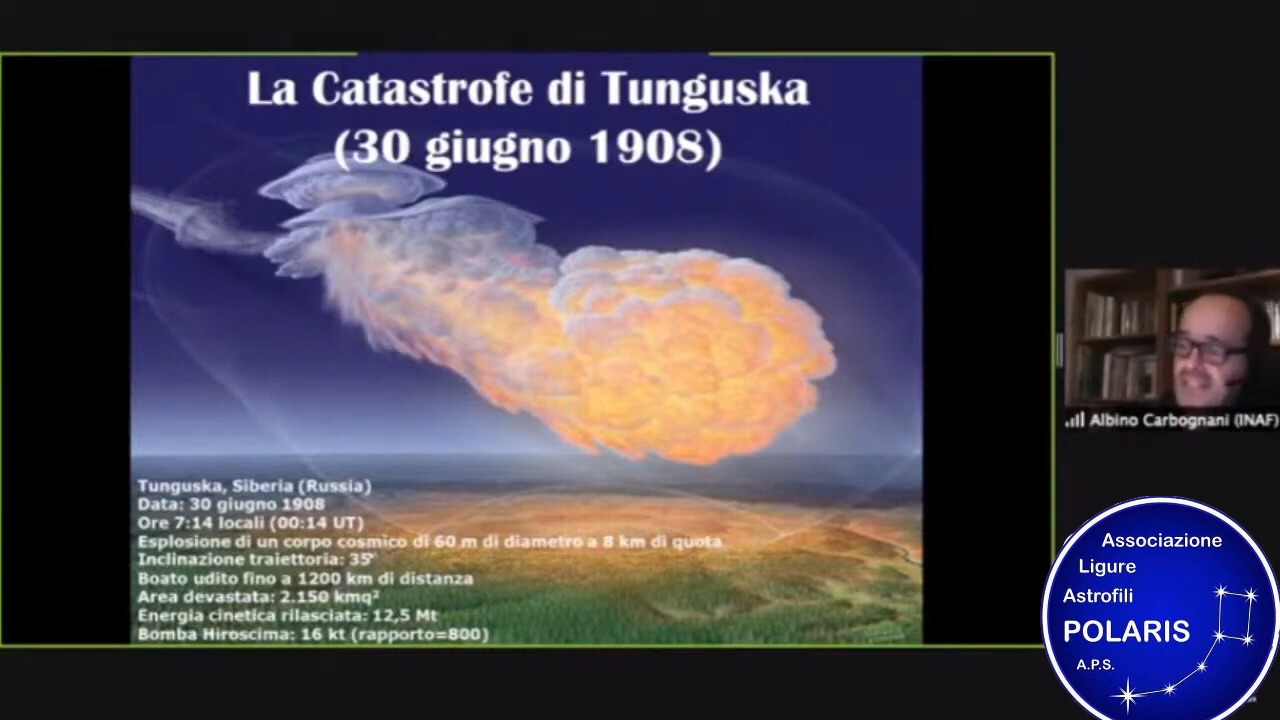 La Catastrofe di Tunguska
(30 giugno 1908)
Tunguska, Siberia (Russia)
Data: 30 giugno 1908
Ore 7:14 locali (00:14 UT)
Esplosione di un corpo cosmico di 60 m di diametro a 8 km di quota
Inclinazione traiettoria: 35°
Boato udito fino a 1200 km di distanza
Area devastata: 2.150 kmq²
Energia cinetica rilasciata: 12,5 Mt
Bomba Hiroscima: 16 kt (rapporto=800)
Albino Carbognani (INAF)
Associazione
Ligure
Astrofili
POLARIS
A.P.S.